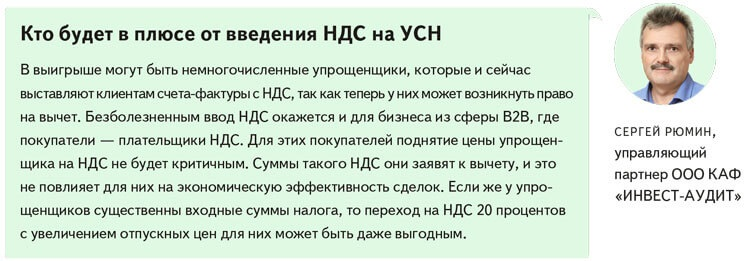 Кто будет в плюсе от введения НДС на УСН
В выигрыше могут быть немногочисленные упрощенщики, которые и сейчас
выставляют клиентам счета-фактуры с НДС, так как теперь у них может возникнуть право
на вычет. Безболезненным ввод НДС окажется и для бизнеса из сферы B2B, где
покупатели — плательщики НДС. Для этих покупателей поднятие цены упрощен-
щика на НДС не будет критичным. Суммы такого НДС они заявят к вычету, и это
не повлияет для них на экономическую эффективность сделок. Если же у упро-
щенщиков существенны входные суммы налога, то переход на НДС 20 процентов
с увеличением отпускных цен для них может быть даже выгодным.
СЕРГЕЙ РЮМИН,
управляющий
партнер ООО КАФ
«ИНВЕСТ-АУДИТ»